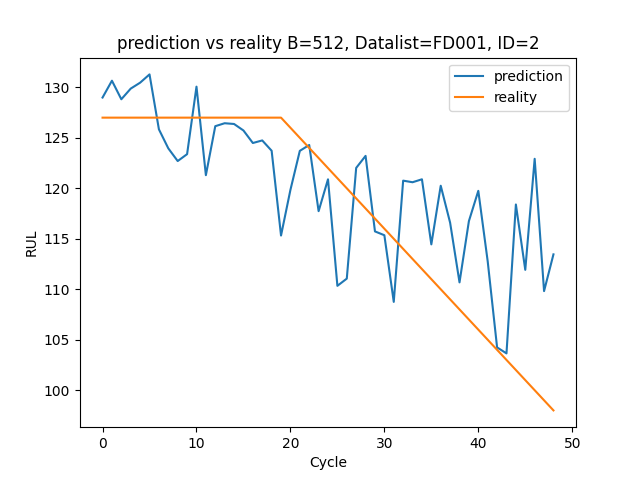 prediction vs reality B=512, Datalist=FD001, ID=2
prediction
reality
RUL
130
125
120
115
110
105
100
0 10 20 30 40 50
Cycle